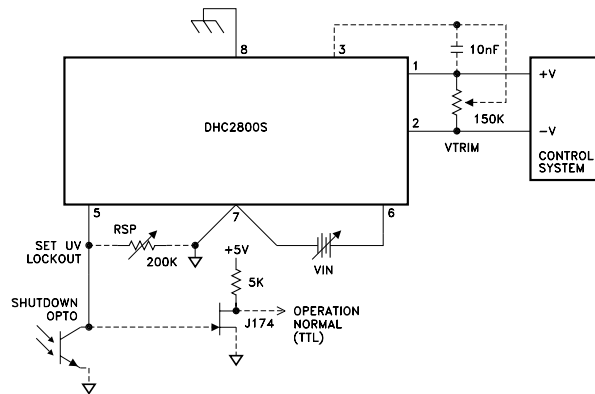 8
3
10nF
1
+V
DHC2800S
150K
2
-V
VTRIM
CONTROL
SYSTEM
5
7
6
RSP
SET UV
LOCKOUT
200K
+5V
VIN
5K
SHUTDOWN
OPTO
J174
OPERATION
NORMAL
(TTL)